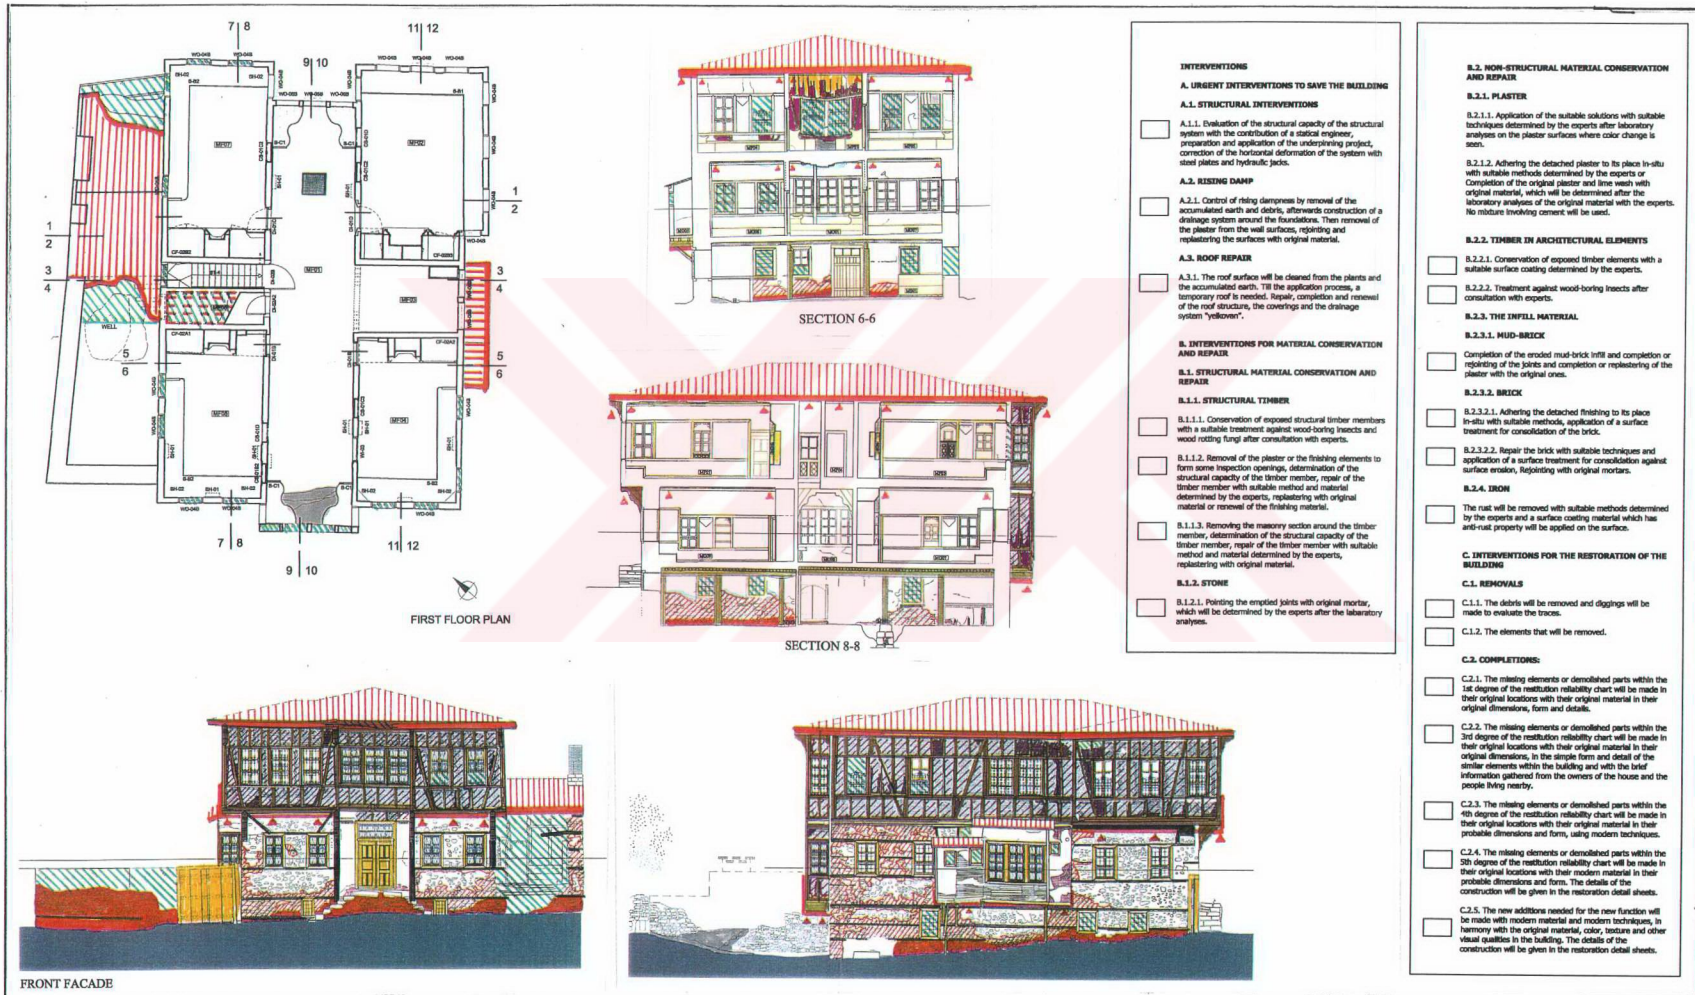 7 | 8
11 | 12
9 | 10
MF07
MF02
1
2
1
2
3
4
3
4
MF01
MF03
WELL
5
6
5
6
MF05
MF04
7 | 8
11 | 12
9 | 10
FIRST FLOOR PLAN
SECTION 6-6
SECTION 8-8
FRONT FACADE
INTERVENTIONS
A. URGENT INTERVENTIONS TO SAVE THE BUILDING
A.1. STRUCTURAL INTERVENTIONS
A.1.1. Evaluation of the structural capacity of the structural
system with the contribution of a statical engineer,
preparation and application of the underpinning project,
correction of the horizontal deformation of the system with
steel plates and hydraulic jacks.
A.2. RISING DAMP
A.2.1. Control of rising dampness by removal of the
accumulated earth and debris, afterwards construction of a
drainage system around the foundations. Then removal of
the plaster from the wall surfaces, rejointing and
replastering the surfaces with original material.
A.3. ROOF REPAIR
A.3.1. The roof surface will be cleaned from the plants and
the accumulated earth. Till the application process, a
temporary roof is needed. Repair, completion and renewal
of the roof structure, the coverings and the drainage
system "yelkoven".
B. INTERVENTIONS FOR MATERIAL CONSERVATION
AND REPAIR
B.1. STRUCTURAL MATERIAL CONSERVATION AND
REPAIR
B.1.1. STRUCTURAL TIMBER
B.1.1.1. Conservation of exposed structural timber members
with a suitable treatment against wood-boring insects and
wood rotting fungi after consultation with experts.
B.1.1.2. Removal of the plaster or the finishing elements to
form some inspection openings, determination of the
structural capacity of the timber member, repair of the
timber member with suitable method and material
determined by the experts, replastering with original
material or renewal of the finishing material.
B.1.1.3. Removing the masonry section around the timber
member, determination of the structural capacity of the
timber member, repair of the timber member with suitable
method and material determined by the experts,
replastering with original material.
B.1.2. STONE
B.1.2.1. Pointing the emptied joints with original mortar,
which will be determined by the experts after the labaratory
analyses.
B.2. NON-STRUCTURAL MATERIAL CONSERVATION
AND REPAIR
B.2.1. PLASTER
B.2.1.1. Application of the suitable solutions with suitable
techniques determined by the experts after laboratory
analyses on the plaster surfaces where color change is
seen.
B.2.1.2. Adhering the detached plaster to its place in-situ
with suitable methods determined by the experts or
Completion of the original plaster and lime wash with
original material, which will be determined after the
laboratory analyses of the original material with the experts.
No mixture involving cement will be used.
B.2.2. TIMBER IN ARCHITECTURAL ELEMENTS
B.2.2.1. Conservation of exposed timber elements with a
suitable surface coating determined by the experts.
B.2.2.2. Treatment against wood-boring insects after
consultation with experts.
B.2.3. THE INFILL MATERIAL
B.2.3.1. MUD-BRICK
Completion of the eroded mud-brick infill and completion or
rejointing of the joints and completion or replastering of the
plaster with the original ones.
B.2.3.2. BRICK
B.2.3.2.1. Adhering the detached finishing to its place
in-situ with suitable methods, application of a surface
treatment for consolidation of the brick.
B.2.3.2.2. Repair the brick with suitable techniques and
application of a surface treatment for consolidation against
surface erosion, Rejointing with original mortars.
B.2.4. IRON
The rust will be removed with suitable methods determined
by the experts and a surface coating material which has
anti-rust property will be applied on the surface.
C. INTERVENTIONS FOR THE RESTORATION OF THE
BUILDING
C.1. REMOVALS
C.1.1. The debris will be removed and diggings will be
made to evaluate the traces.
C.1.2. The elements that will be removed.
C.2. COMPLETIONS:
C.2.1. The missing elements or demolished parts within the
1st degree of the restitution reliability chart will be made in
their original locations with their original material in their
original dimensions, form and details.
C.2.2. The missing elements or demolished parts within the
3rd degree of the restitution reliability chart will be made in
their original locations with their original material in their
original dimensions, in the simple form and detail of the
similar elements within the building and with the brief
information gathered from the owners of the house and the
people living nearby.
C.2.3. The missing elements or demolished parts within the
4th degree of the restitution reliability chart will be made in
their original locations with their original material in their
probable dimensions and form, using modern techniques.
C.2.4. The missing elements or demolished parts within the
5th degree of the restitution reliability chart will be made in
their original locations with their modern material in their
probable dimensions and form. The details of the
construction will be given in the restoration detail sheets.
C.2.5. The new additions needed for the new function will
be made with modern material and modern techniques, in
harmony with the original material, color, texture and other
visual qualities in the building. The details of the
construction will be given in the restoration detail sheets.